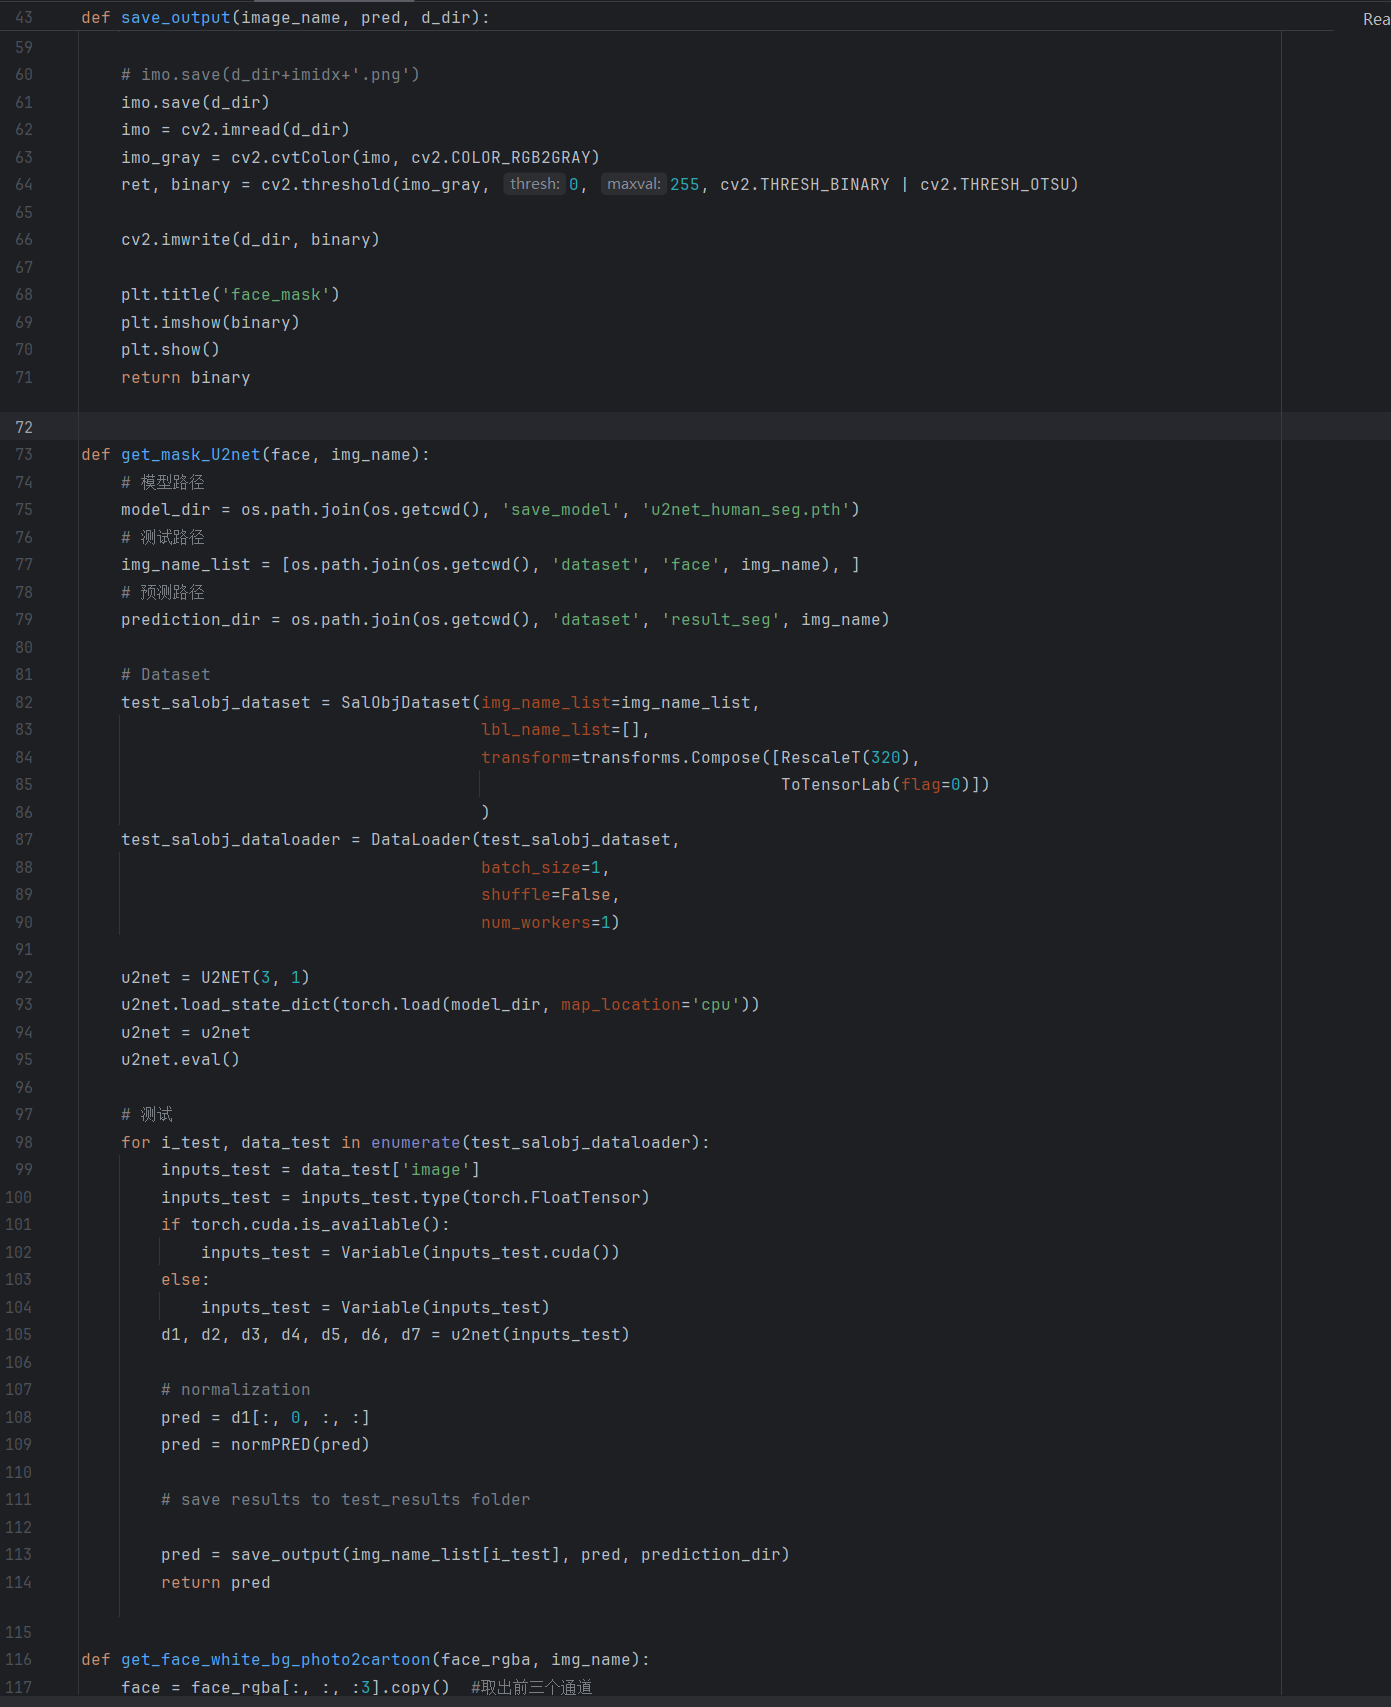 43 def save_output(image_name, pred, d_dir):
59
60 # imo.save(d_dir+imidx+'.png')
61 imo.save(d_dir)
62 imo = cv2.imread(d_dir)
63 imo_gray = cv2.cvtColor(imo, cv2.COLOR_RGB2GRAY)
64 ret, binary = cv2.threshold(imo_gray, thresh: 0, maxval: 255, cv2.THRESH_BINARY | cv2.THRESH_OTSU)
65
66 cv2.imwrite(d_dir, binary)
67
68 plt.title('face_mask')
69 plt.imshow(binary)
70 plt.show()
71 return binary
72
73 def get_mask_U2net(face, img_name):
74 # 模型路径
75 model_dir = os.path.join(os.getcwd(), 'save_model', 'u2net_human_seg.pth')
76 # 测试路径
77 img_name_list = [os.path.join(os.getcwd(), 'dataset', 'face', img_name), ]
78 # 预测路径
79 prediction_dir = os.path.join(os.getcwd(), 'dataset', 'result_seg', img_name)
80
81 # Dataset
82 test_salobj_dataset = SalObjDataset(img_name_list=img_name_list,
83 lbl_name_list=[],
84 transform=transforms.Compose([RescaleT(320),
85 ToTensorLab(flag=0)])
86 )
87 test_salobj_dataloader = DataLoader(test_salobj_dataset,
88 batch_size=1,
89 shuffle=False,
90 num_workers=1)
91
92 u2net = U2NET(3, 1)
93 u2net.load_state_dict(torch.load(model_dir, map_location='cpu'))
94 u2net = u2net
95 u2net.eval()
96
97 # 测试
98 for i_test, data_test in enumerate(test_salobj_dataloader):
99 inputs_test = data_test['image']
100 inputs_test = inputs_test.type(torch.FloatTensor)
101 if torch.cuda.is_available():
102 inputs_test = Variable(inputs_test.cuda())
103 else:
104 inputs_test = Variable(inputs_test)
105 d1, d2, d3, d4, d5, d6, d7 = u2net(inputs_test)
106
107 # normalization
108 pred = d1[:, 0, :, :]
109 pred = normPRED(pred)
110
111 # save results to test_results folder
112
113 pred = save_output(img_name_list[i_test], pred, prediction_dir)
114 return pred
115
116 def get_face_white_bg_photo2cartoon(face_rgba, img_name):
117 face = face_rgba[:, :, :3].copy() #取出前三个通道
Rea